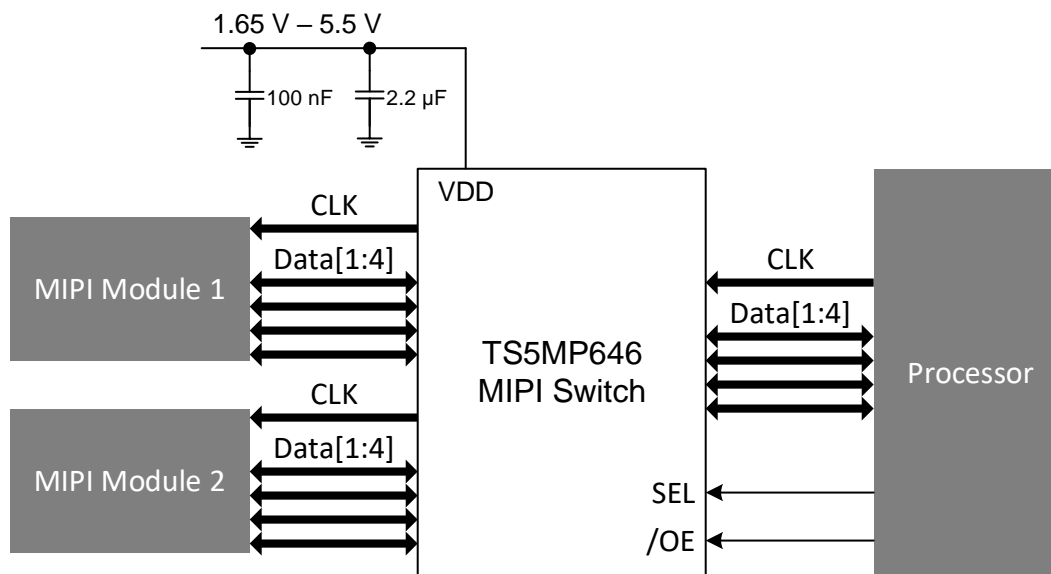 1.65 V – 5.5 V
100 nF
2.2 µF
VDD
CLK
Data[1:4]
MIPI Module 1
CLK
Data[1:4]
MIPI Module 2
TS5MP646
MIPI Switch
CLK
Data[1:4]
Processor
SEL
/OE